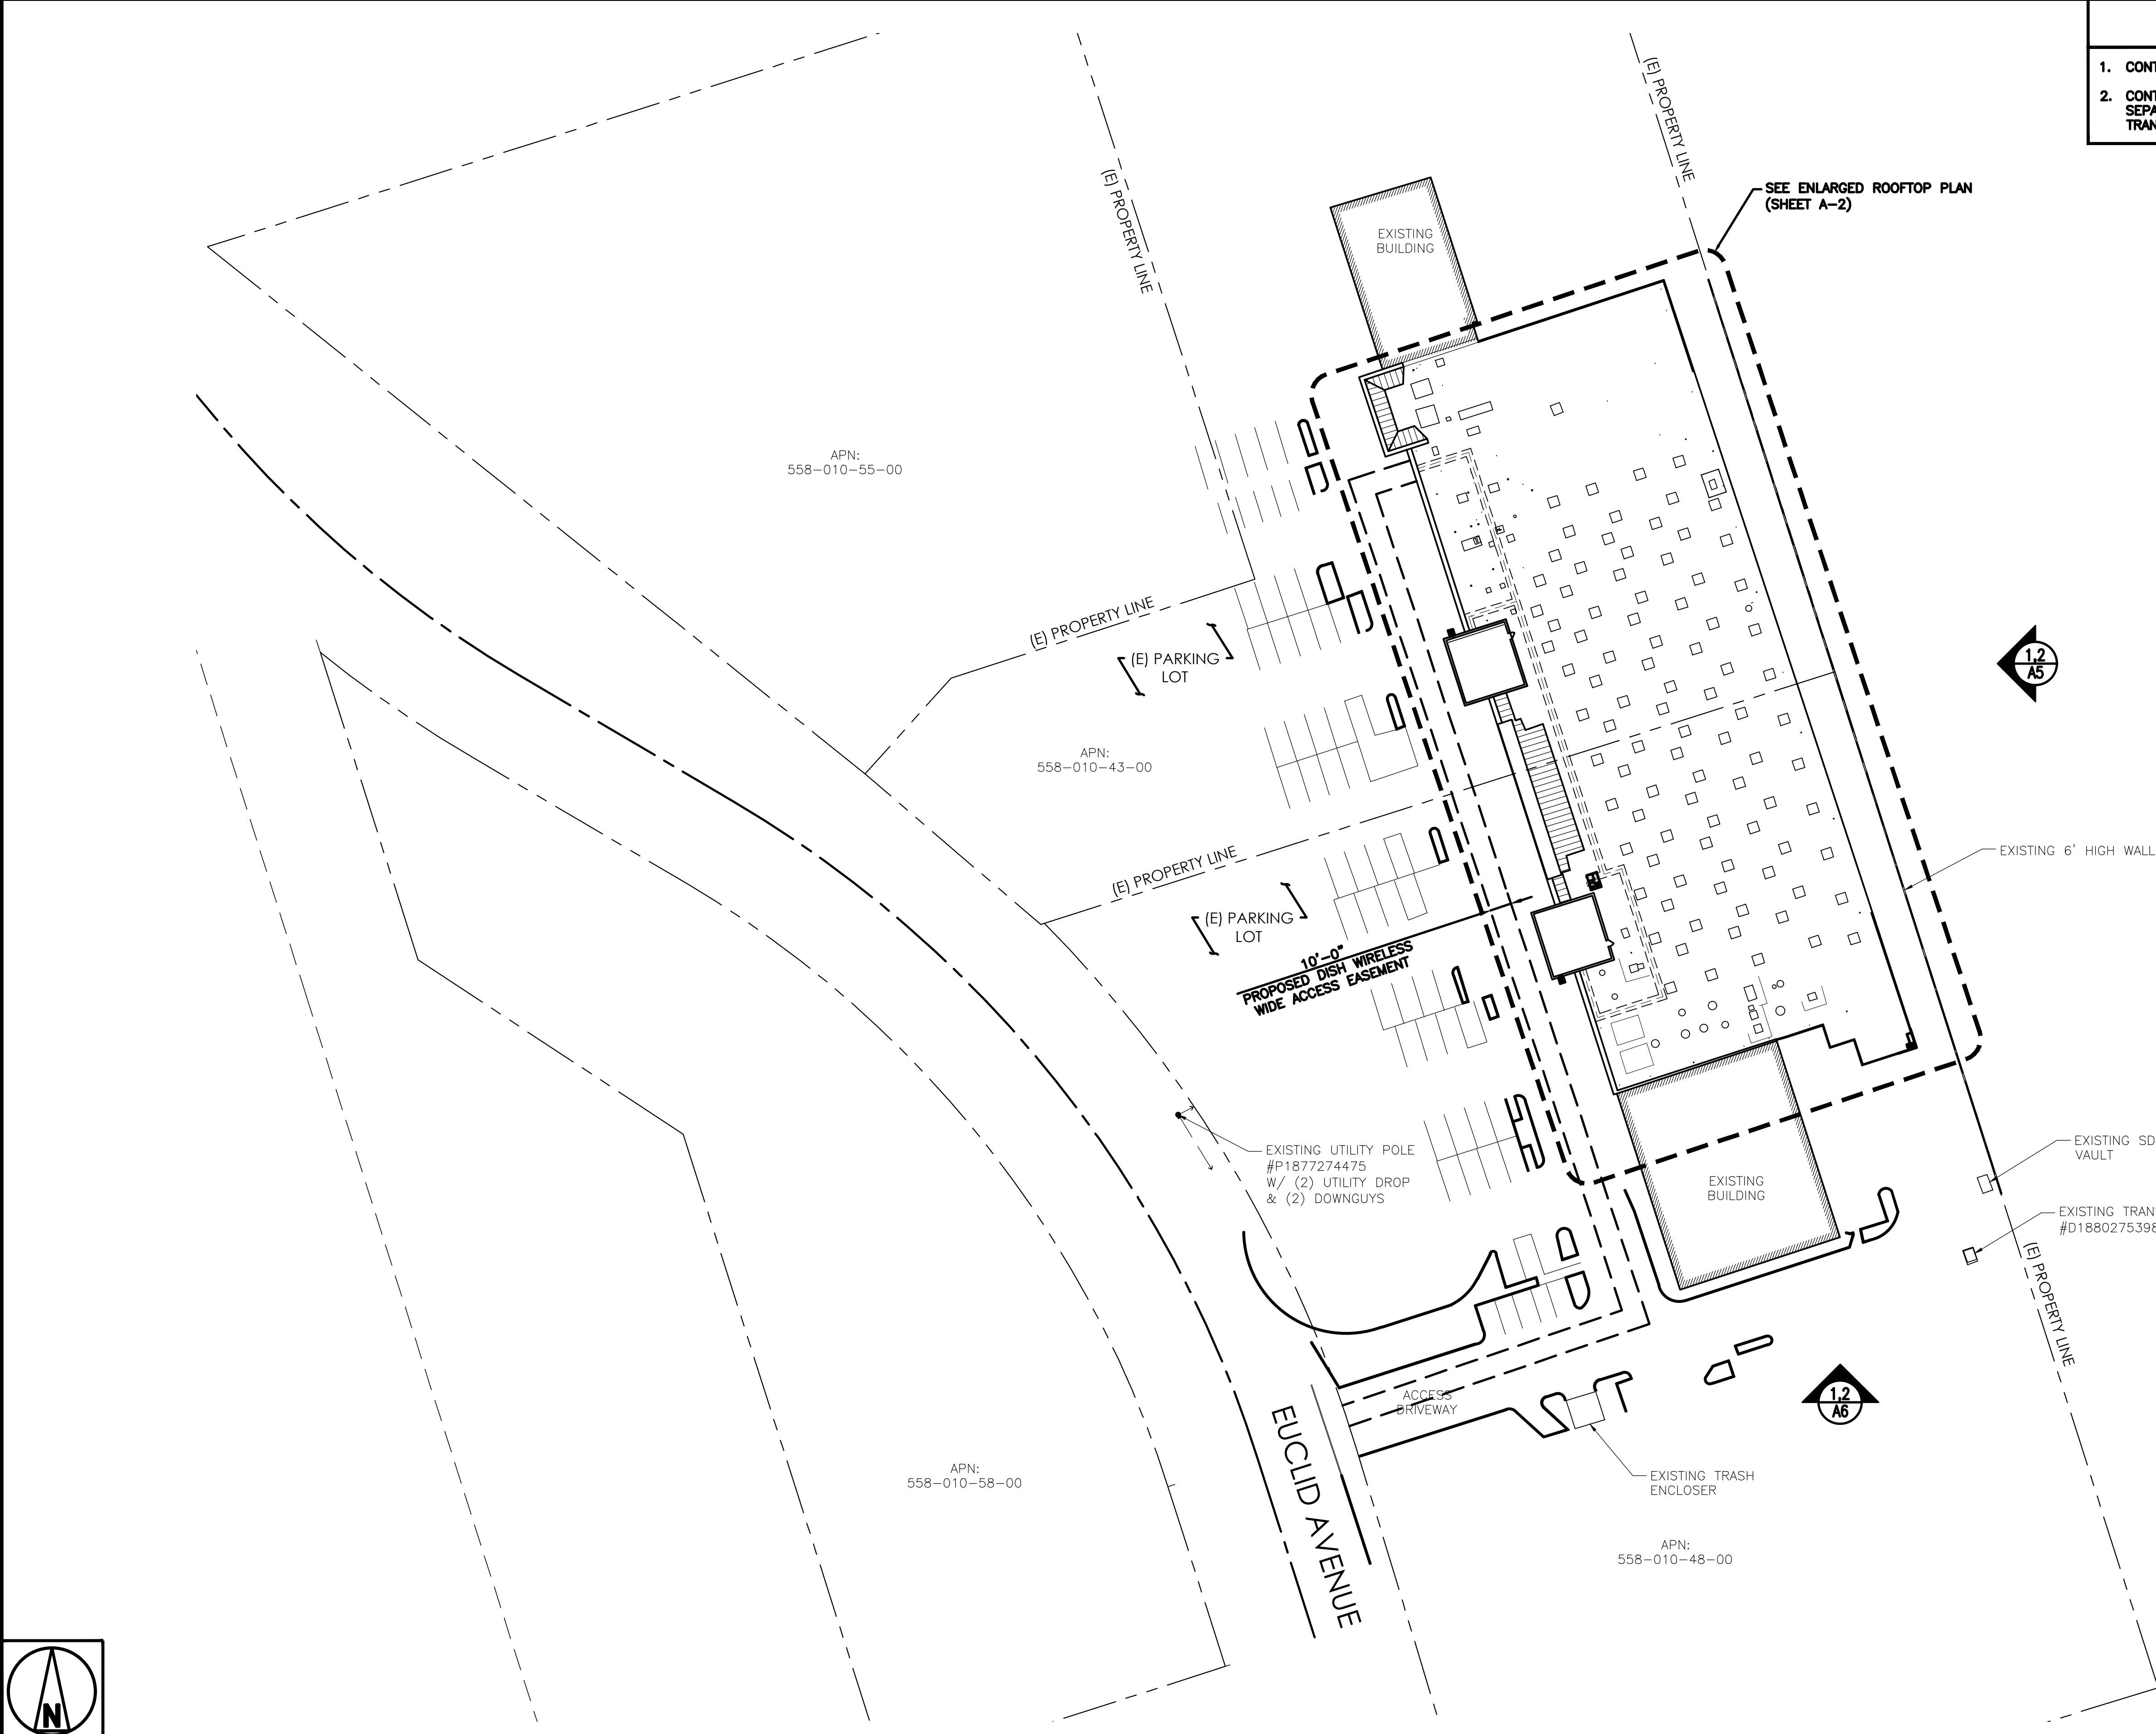 1. CONT
2. CONT
SEPA
TRAN
(E) PROPERTY LINE
(E) PROPERTY LINE
SEE ENLARGED ROOFTOP PLAN
(SHEET A-2)
EXISTING
BUILDING
APN:
558-010-55-00
(E) PROPERTY LINE
(E) PARKING
LOT
1,2
A5
APN:
558-010-43-00
(E) PROPERTY LINE
EXISTING 6' HIGH WALL
(E) PARKING
LOT
10'-0"
PROPOSED DISH WIRELESS
WIDE ACCESS EASEMENT
EXISTING UTILITY POLE
#P1877274475
W/ (2) UTILITY DROP
& (2) DOWNGUYS
EXISTING SD
VAULT
EXISTING
BUILDING
EXISTING TRAN
#D188027539
(E) PROPERTY LINE
ACCESS
DRIVEWAY
1,2
A6
EUCLID AVENUE
APN:
558-010-58-00
EXISTING TRASH
ENCLOSER
APN:
558-010-48-00
N